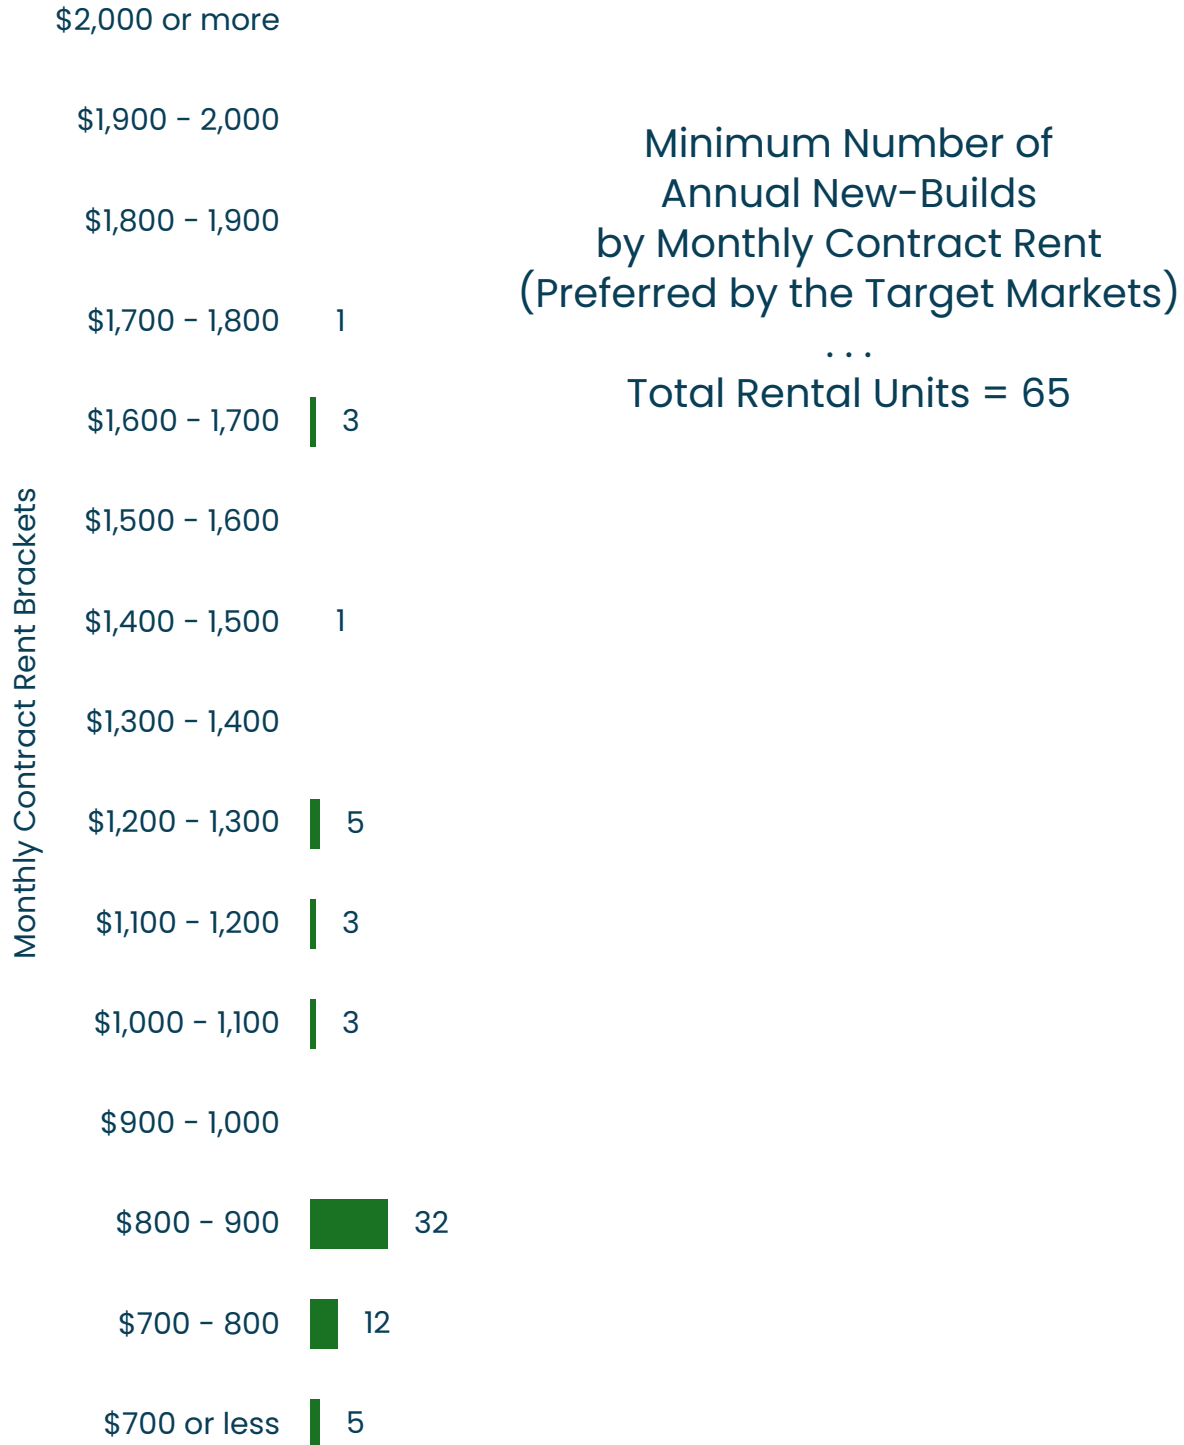 $2,000 or more
$1,900 - 2,000
Minimum Number of
Annual New-Builds
by Monthly Contract Rent
(Preferred by the Target Markets)
. . .
Total Rental Units = 65
$1,800 - 1,900
$1,700 - 1,800 1
$1,600 - 1,700 3
Monthly Contract Rent Brackets
$1,500 - 1,600
$1,400 - 1,500 1
$1,300 - 1,400
$1,200 - 1,300 5
$1,100 - 1,200 3
$1,000 - 1,100 3
$900 - 1,000
$800 - 900 32
$700 - 800 12
$700 or less 5